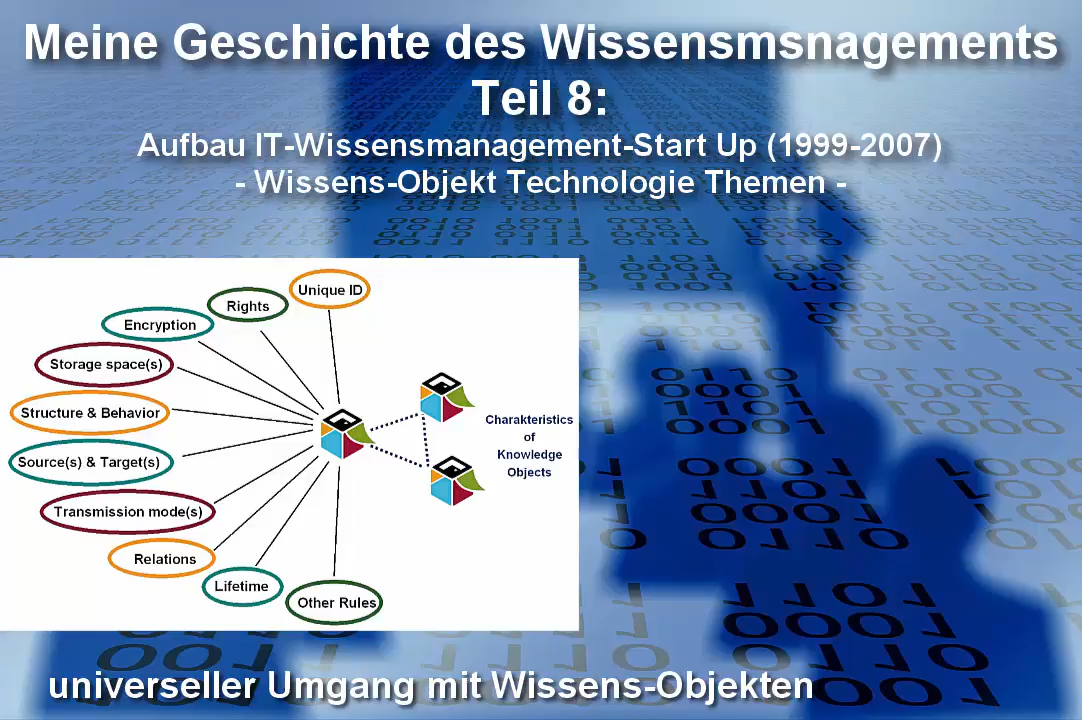 Meine Geschichte des Wissensmsnagements
Teil 8:
Aufbau IT-Wissensmanagement-Start Up (1999-2007)
- Wissens-Objekt Technologie Themen -
Unique ID
Rights
Encryption
Storage space(s)
Structure & Behavior
Source(s) & Target(s)
Transmission mode(s)
Relations
Lifetime
Other Rules
Charakteristics
of
Knowledge
Objects
universeller Umgang mit Wissens-Objekten